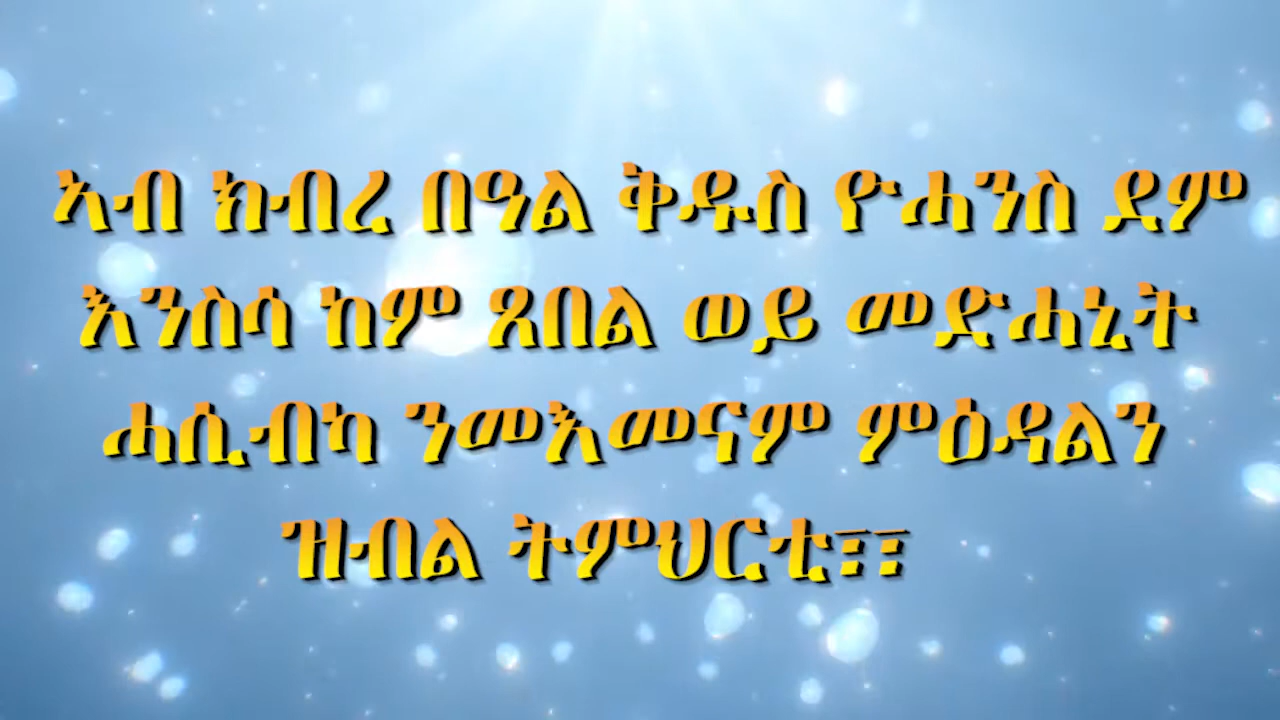 ኣብ ክብረ በዓል ቅዱስ ዮሓንስ ደም
እንስሳ ከም ጸበል ወይ መድሓኒት
ሓሲብካ ንመእመናም ምዕዳልን
ዝብል ትምህርቲ፣፣